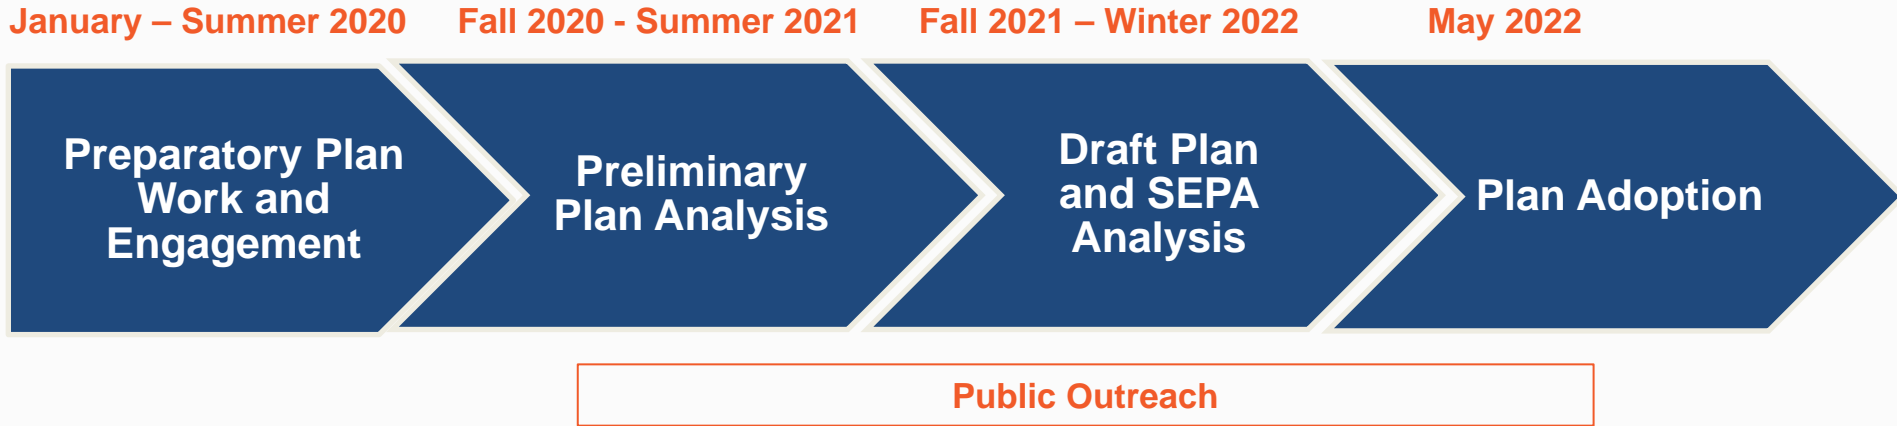 January – Summer 2020
Fall 2020 - Summer 2021
Fall 2021 – Winter 2022
May 2022
Preparatory Plan
Work and
Engagement
Preliminary
Plan Analysis
Draft Plan
and SEPA
Analysis
Plan Adoption
Public Outreach